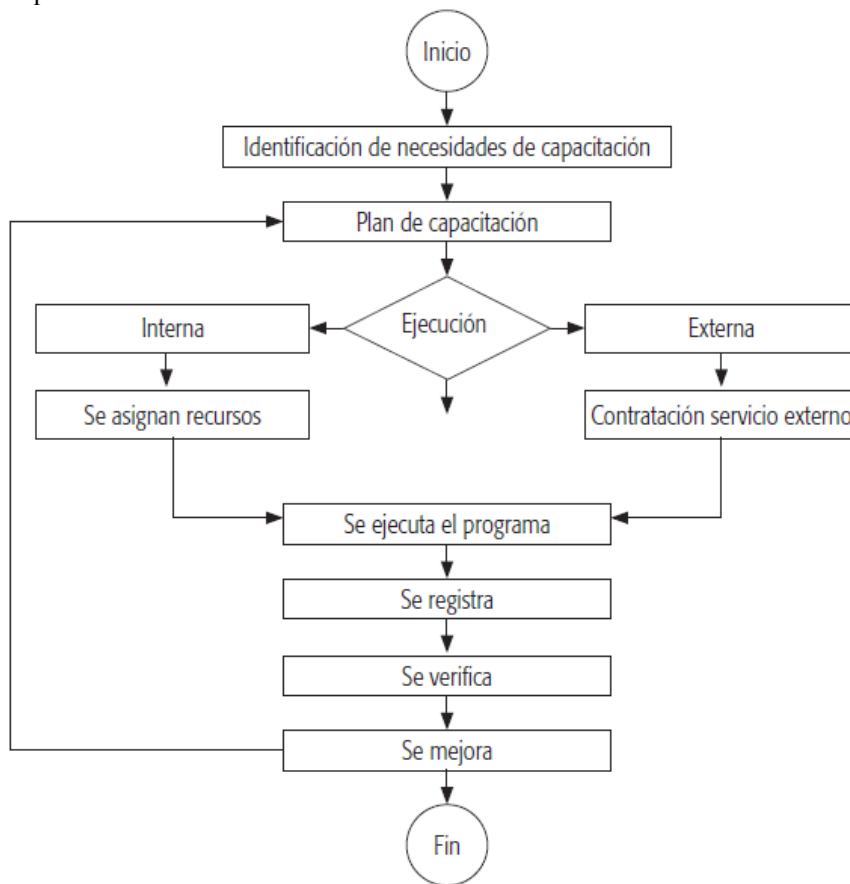 Inicio
Identificación de necesidades de capacitación
Plan de capacitación
Ejecución
Interna
Externa
Se asignan recursos
Contratación servicio externo
Se ejecuta el programa
Se registra
Se verifica
Se mejora
Fin